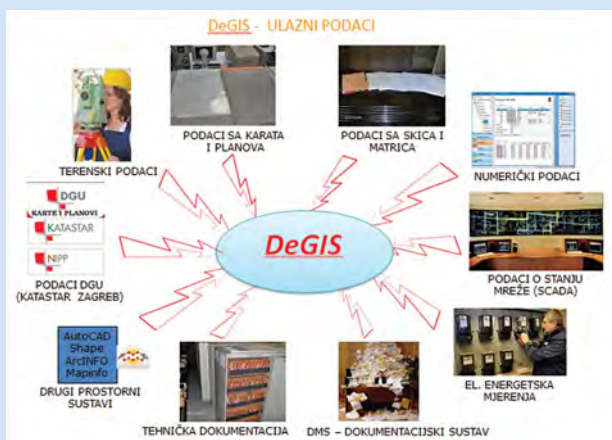 DeGIS - ULAZNI PODACI
TERENSKI PODACI
PODACI SA KARATA
I PLANOVA
PODACI SA SKICA I
MATRICA
NUMERIČKI PODACI
DGU
KARTE I PLANOVI
KATASTAR
NIPP
PODACI DGU
(KATASTAR ZAGREB)
DeGIS
PODACI O STANJU
MREŽE (SCADA)
AutoCAD
Shape
ArcINFO
Mapinfo
DRUGI PROSTORNI
SUSTAVI
TEHNIČKA DOKUMENTACIJA
DMS – DOKUMENTACIJSKI SUSTAV
EL. ENERGETSKA
MJERENJA